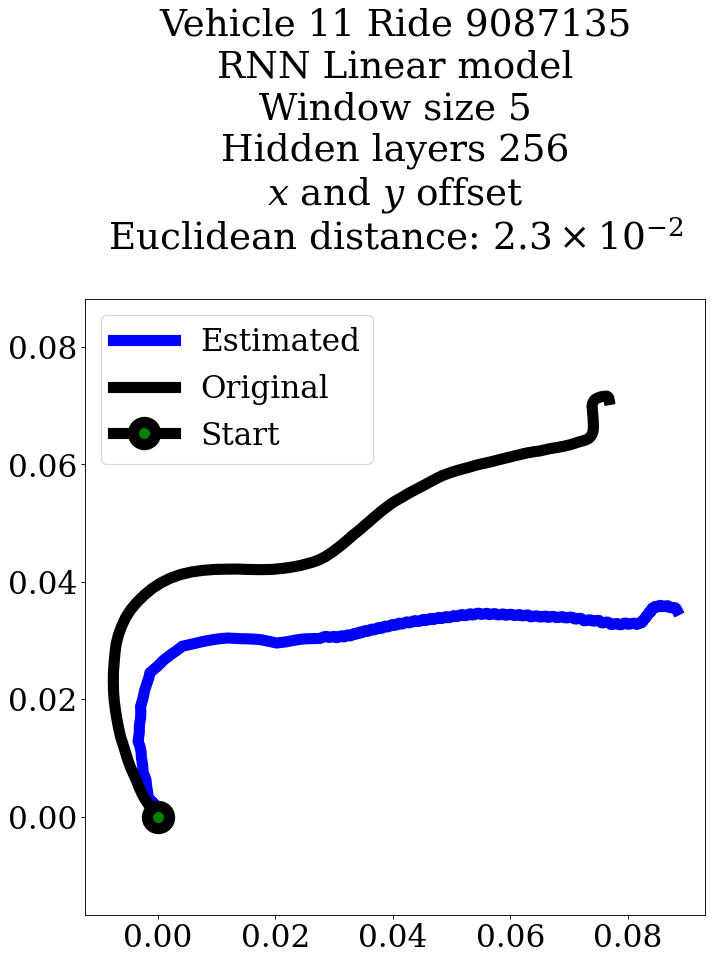 Vehicle 11 Ride 9087135
RNN Linear model
Window size 5
Hidden layers 256
x and y offset
Euclidean distance: 2.3 × 10⁻²
Estimated
Original
Start
0.08
0.06
0.04
0.02
0.00
0.00 0.02 0.04 0.06 0.08